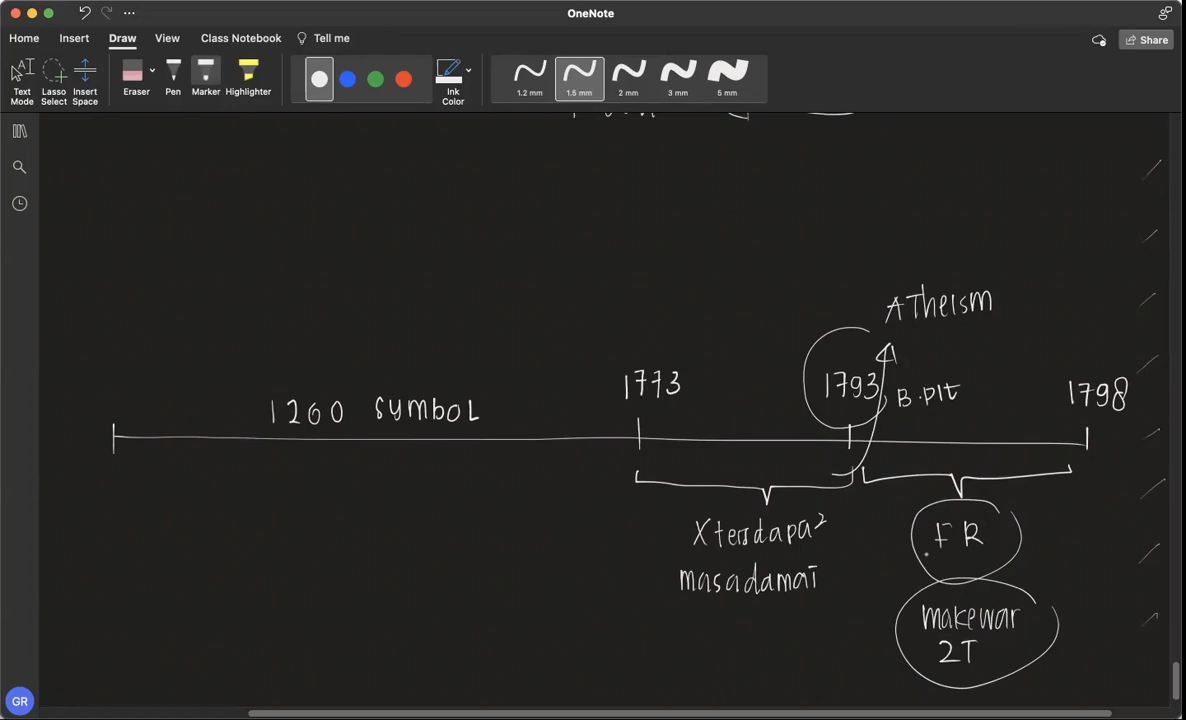 OneNote
Home Insert Draw View Class Notebook Tell me
Share
Text Mode
Lasso Select
Insert Space
Eraser
Pen
Marker
Highlighter
Ink Color
1.2 mm
1.5 mm
2 mm
3 mm
5 mm
ATheism
1773
1793
B.plt
1798
1260 symbol
X terdapa²
masadamai
FR
makewar
2T
GR